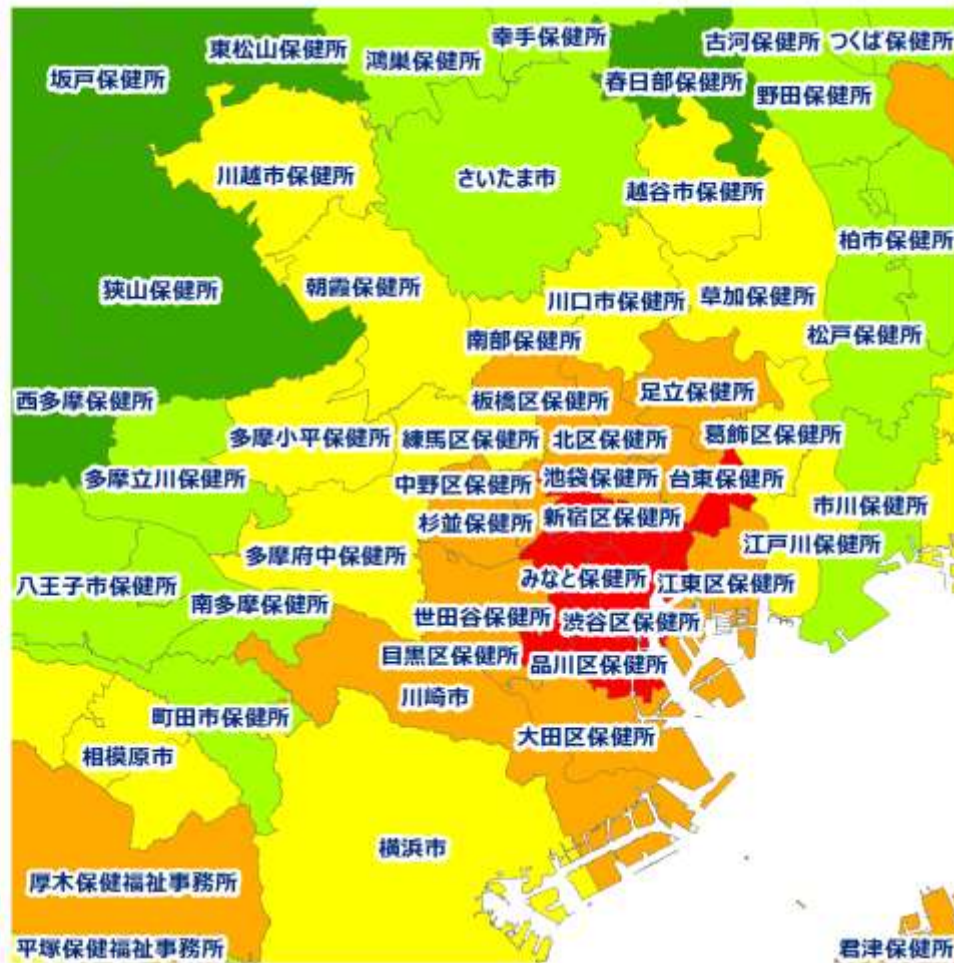 幸手保健所
古河保健所
つくば保健所
東松山保健所
鴻巣保健所
坂戸保健所
春日部保健所
野田保健所
川越市保健所
さいたま市
越谷市保健所
柏市保健所
狭山保健所
朝霞保健所
川口市保健所
草加保健所
南部保健所
松戸保健所
西多摩保健所
板橋区保健所
足立保健所
多摩小平保健所
練馬区保健所
北区保健所
葛飾区保健所
多摩立川保健所
中野区保健所
池袋保健所
台東保健所
杉並保健所
新宿区保健所
市川保健所
多摩府中保健所
江戸川保健所
八王子市保健所
みなと保健所
江東区保健所
南多摩保健所
世田谷保健所
渋谷区保健所
目黒区保健所
品川区保健所
川崎市
町田市保健所
大田区保健所
相模原市
横浜市
厚木保健福祉事務所
平塚保健福祉事務所
君津保健所